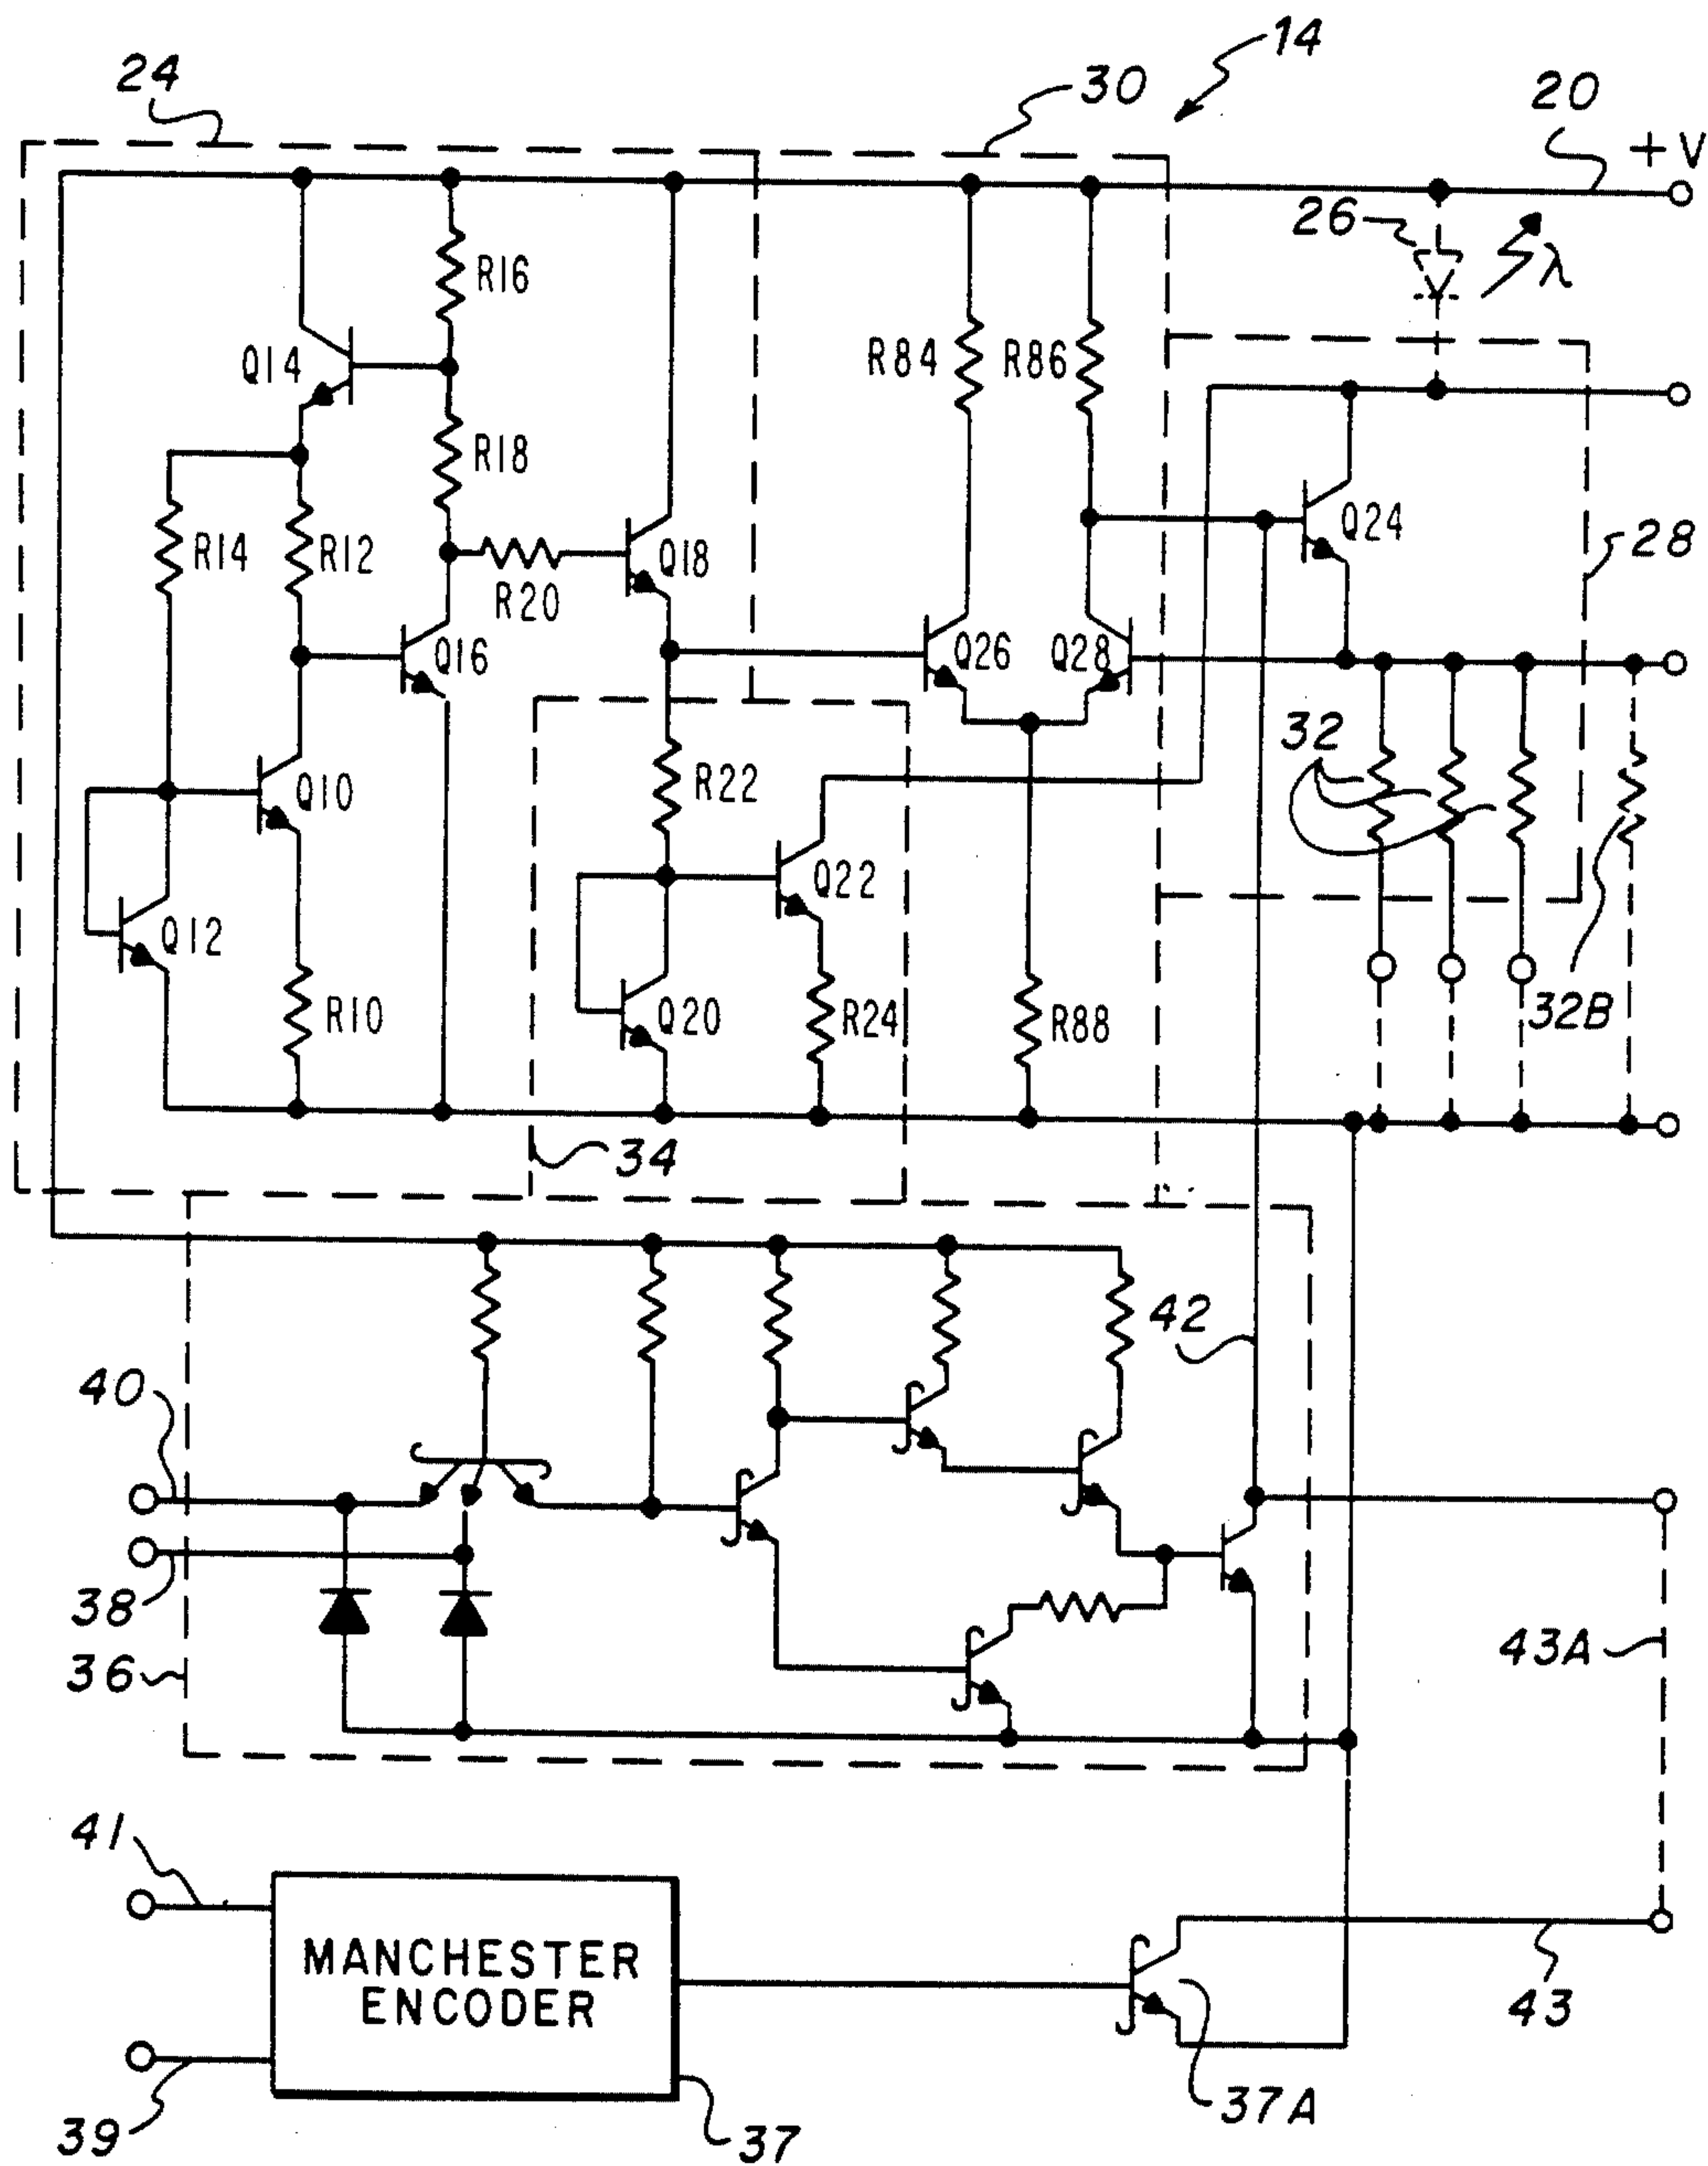 14
24
30
20
+V
26
λ
R16
Q14
R84
R86
R18
Q24
28
R14
R12
Q18
R20
Q16
Q26
Q28
32
R22
Q10
Q22
Q12
R10
Q20
R24
R88
32B
34
42
40
38
36
43A
41
MANCHESTER
ENCODER
43
39
37
37A